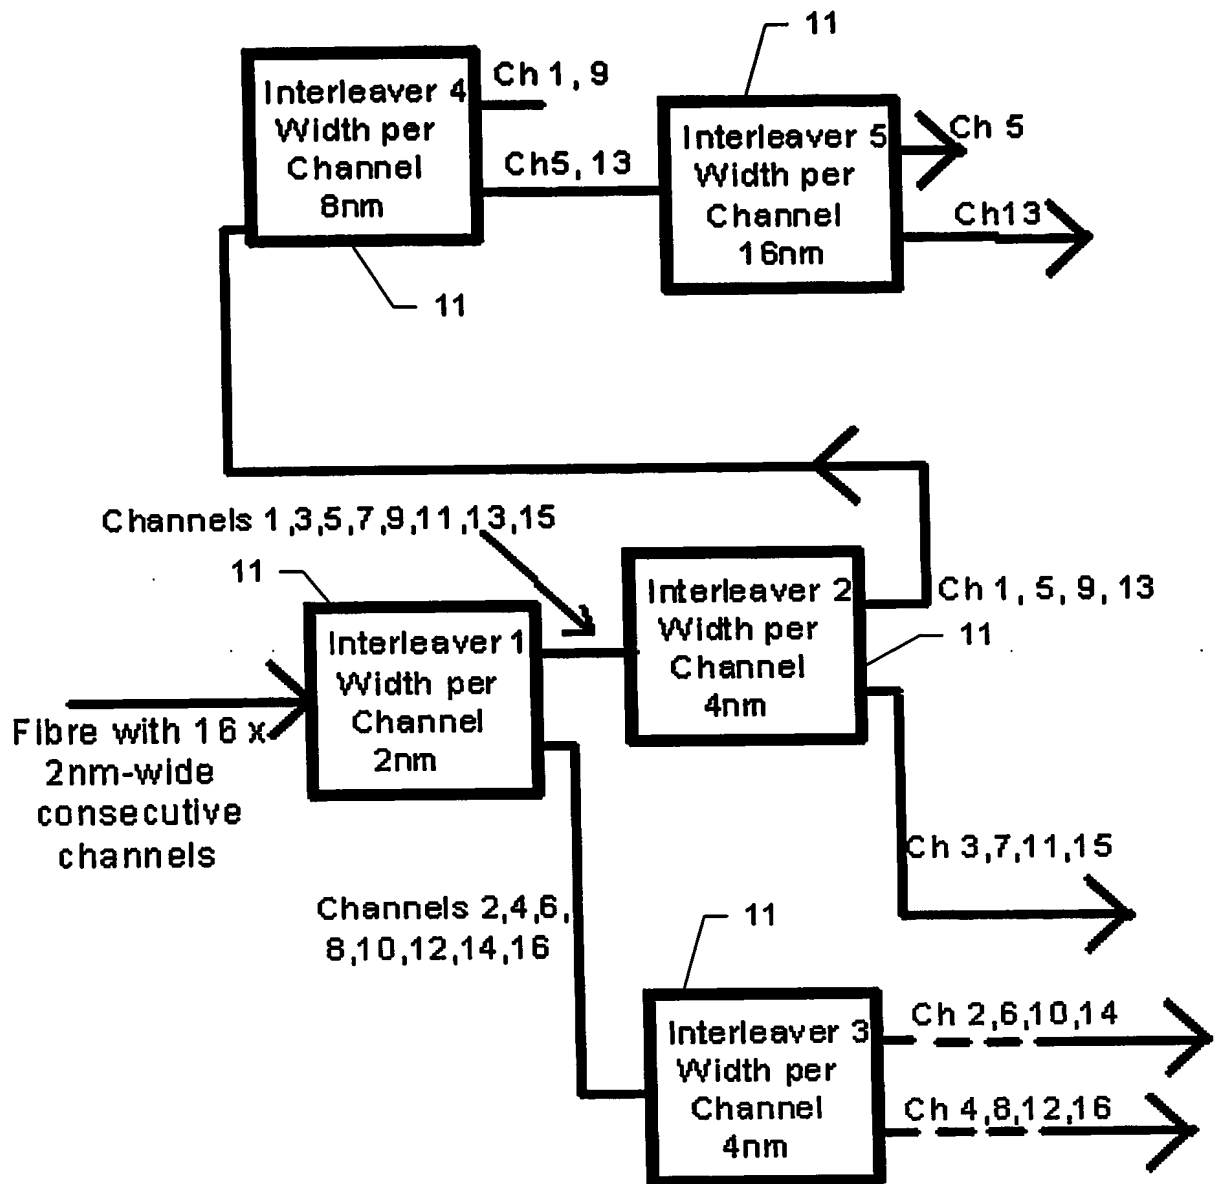 11
Interleaver 4
Width per
Channel
8nm
Ch 1, 9
Ch5, 13
11
Interleaver 5
Width per
Channel
16nm
Ch 5
Ch13
11
Channels 1,3,5,7,9,11,13,15
11
Interleaver 1
Width per
Channel
2nm
Interleaver 2
Width per
Channel
4nm
Ch 1, 5, 9, 13
11
Fibre with 16 x
2nm-wide
consecutive
channels
Ch 3,7,11,15
Channels 2,4,6,
8,10,12,14,16
11
Interleaver 3
Width per
Channel
4nm
Ch 2,6,10,14
Ch 4,8,12,16